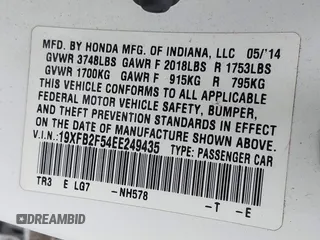 MFD. BY HONDA MFG. OF INDIANA, LLC 05/'14
GVWR 3748LBS GAWR F 2018LBS R 1753LBS
GVWR 1700KG GAWR F 915KG R 795KG
THIS VEHICLE CONFORMS TO ALL APPLICABLE
FEDERAL MOTOR VEHICLE SAFETY, BUMPER,
AND THEFT PREVENTION STANDARDS IN EFFECT
ON THE DATE OF MANUFACTURE SHOWN ABOVE.
V.I.N.: 19XFB2F54EE249435 TYPE: PASSENGER CAR
TR3 E LG7 -NH578 -T -E
DREAMBID